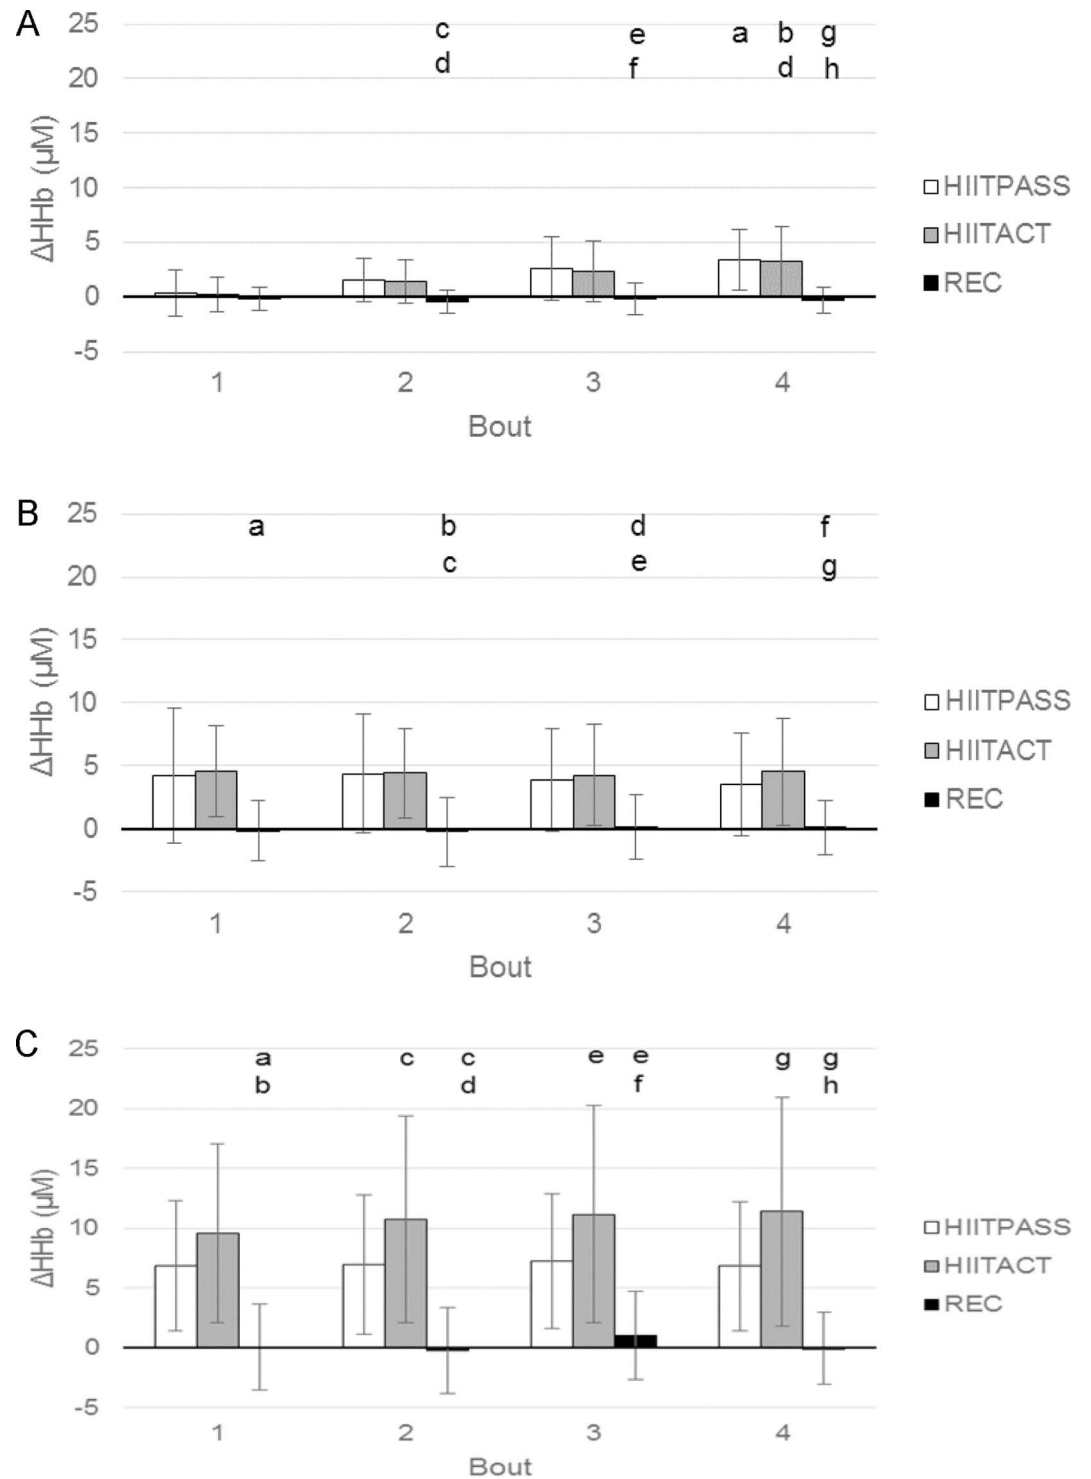 A
25
20
15
10
5
0
-5
ΔHHb (µM)
c
d
e
f
a
b
d
g
h
1 2 3 4
Bout
HIITPASS
HIITACT
REC
B
25
20
15
10
5
0
-5
ΔHHb (µM)
a
b
c
d
e
f
g
1 2 3 4
Bout
HIITPASS
HIITACT
REC
C
25
20
15
10
5
0
-5
ΔHHb (µM)
a
b
c
c
d
e
e
f
g
g
h
1 2 3 4
Bout
HIITPASS
HIITACT
REC